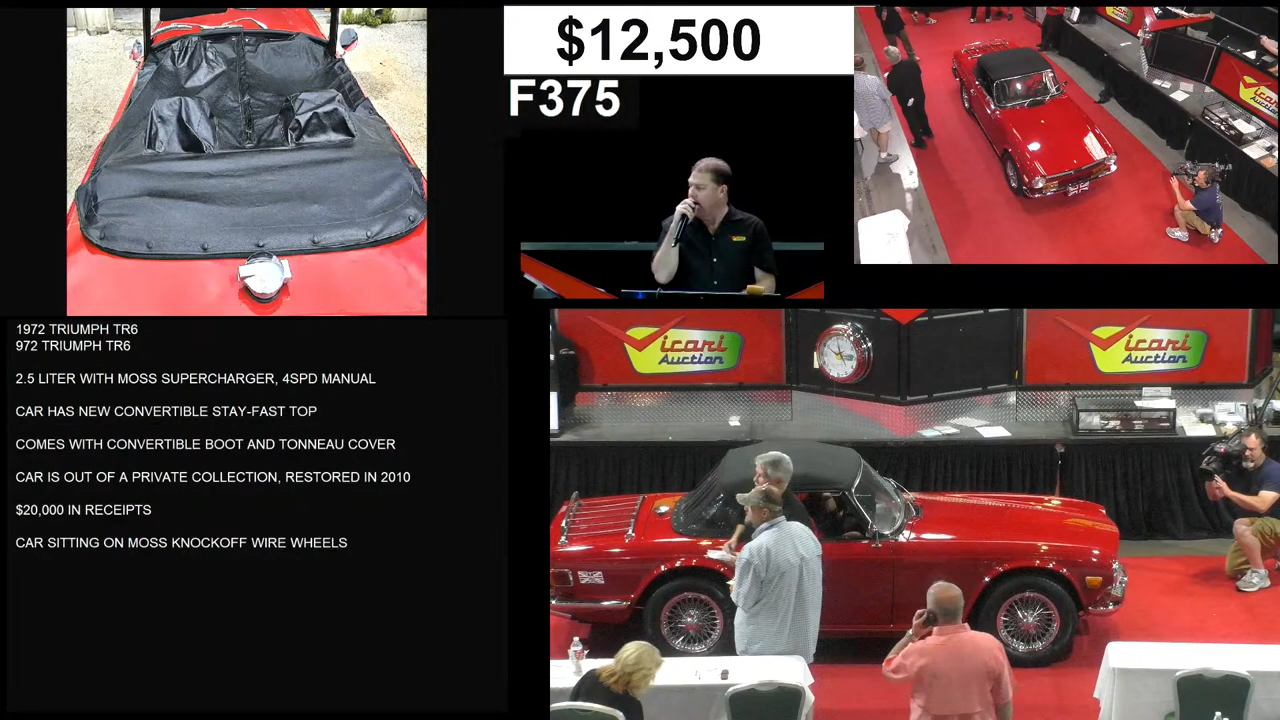 $12,500
F375
1972 TRIUMPH TR6
972 TRIUMPH TR6
2.5 LITER WITH MOSS SUPERCHARGER, 4SPD MANUAL
CAR HAS NEW CONVERTIBLE STAY-FAST TOP
COMES WITH CONVERTIBLE BOOT AND TONNEAU COVER
CAR IS OUT OF A PRIVATE COLLECTION, RESTORED IN 2010
$20,000 IN RECEIPTS
CAR SITTING ON MOSS KNOCKOFF WIRE WHEELS
Vicari
Auction
Vicari
Auction